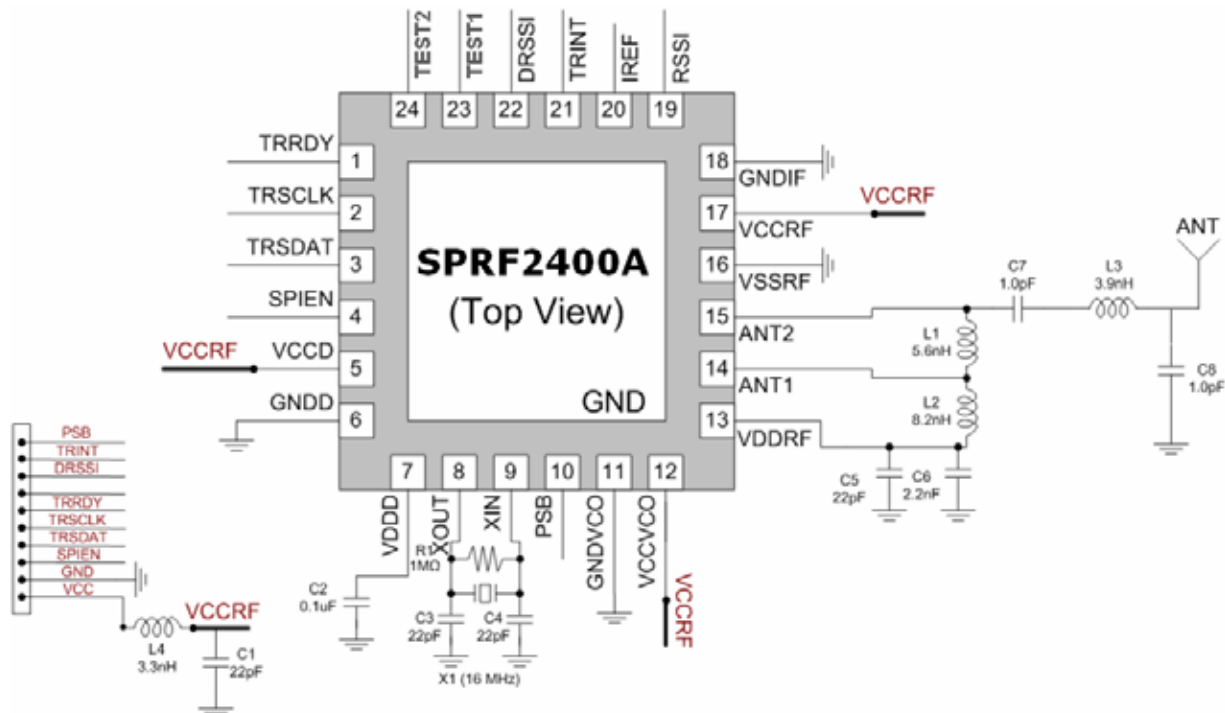 TEST2
TEST1
DRSSI
TRINT
IREF
RSSI
24
23
22
21
20
19
TRRDY
1
TRSCLK
2
TRSDAT
3
SPIEN
4
VCCRF
VCCD
5
GNDD
6
SPRF2400A
(Top View)
GND
18
GNDIF
17
VCCRF
VCCRF
16
VSSRF
15
ANT2
14
ANT1
13
VDDRF
ANT
C7
1.0pF
L3
3.9nH
L1
5.6nH
C8
1.0pF
L2
8.2nH
C5
22pF
C6
2.2nF
7
8
9
10
11
12
VDDD
XOUT
XIN
PSB
GNDVCO
VCCVCO
VCCRF
R1
1MΩ
C2
0.1uF
C3
22pF
C4
22pF
X1 (16 MHz)
PSB
TRINT
DRSSI
TRRDY
TRSCLK
TRSDAT
SPIEN
GND
VCC
VCCRF
L4
3.3nH
C1
22pF